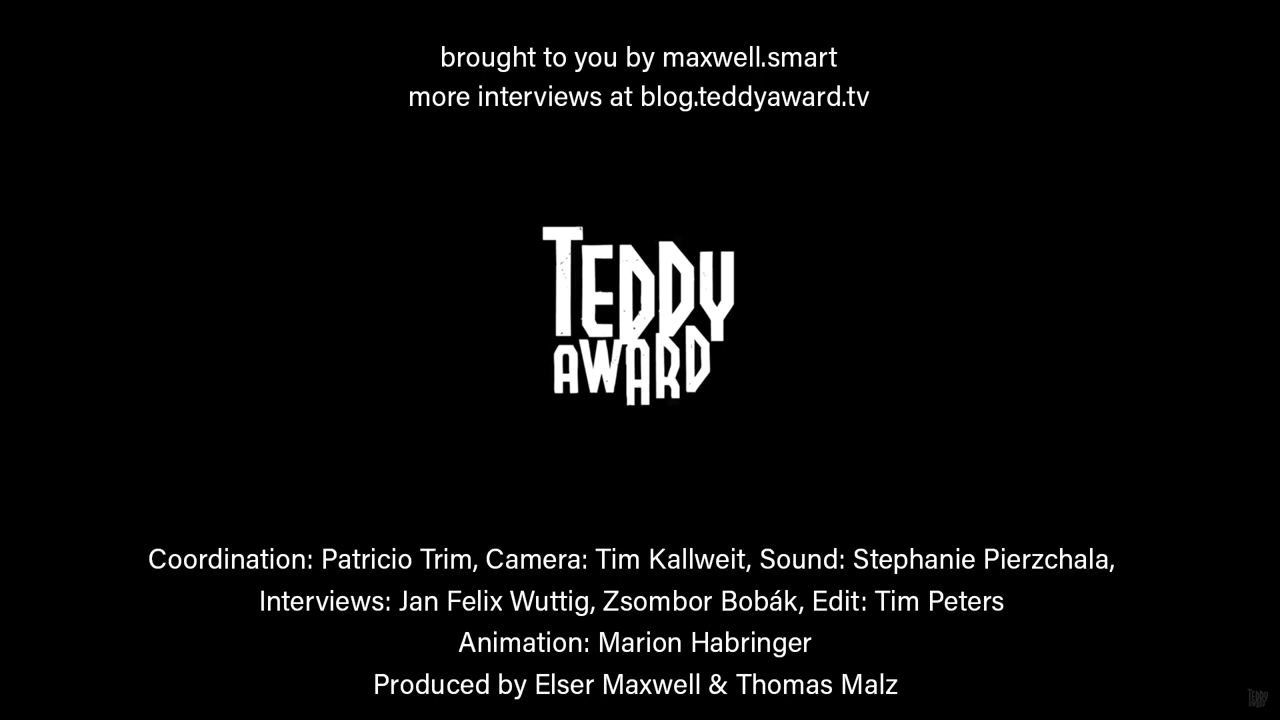 brought to you by maxwell.smart
more interviews at blog.teddyaward.tv
TEDDY
AWARD
Coordination: Patricio Trim, Camera: Tim Kallweit, Sound: Stephanie Pierzchala,
Interviews: Jan Felix Wuttig, Zsombor Bobák, Edit: Tim Peters
Animation: Marion Habringer
Produced by Elser Maxwell & Thomas Malz
TEDDY
AWARD